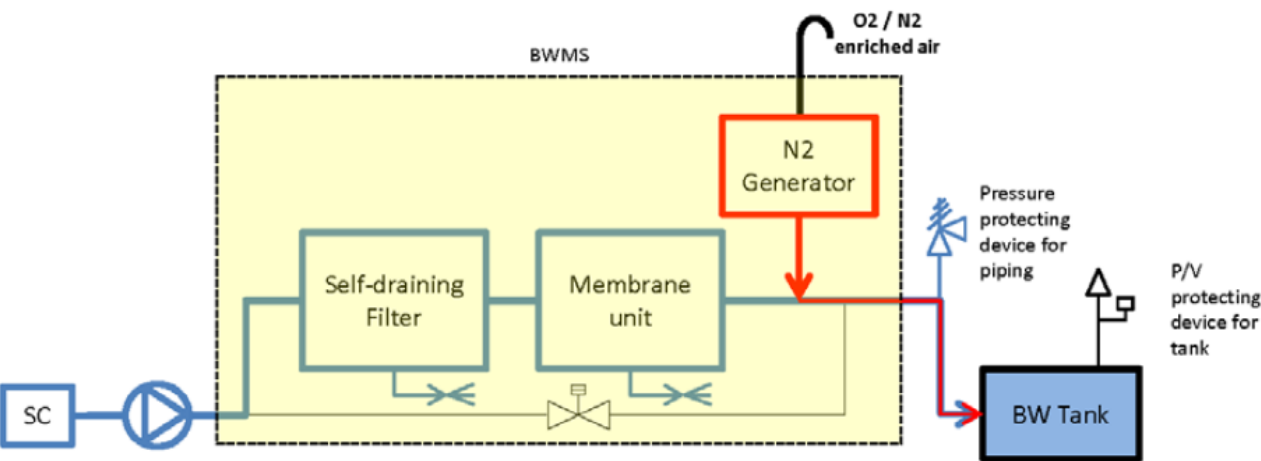 O2 / N2
enriched air
BWMS
N2
Generator
Pressure
protecting
device for
piping
P/V
protecting
device for
tank
Self-draining
Filter
Membrane
unit
SC
BW Tank